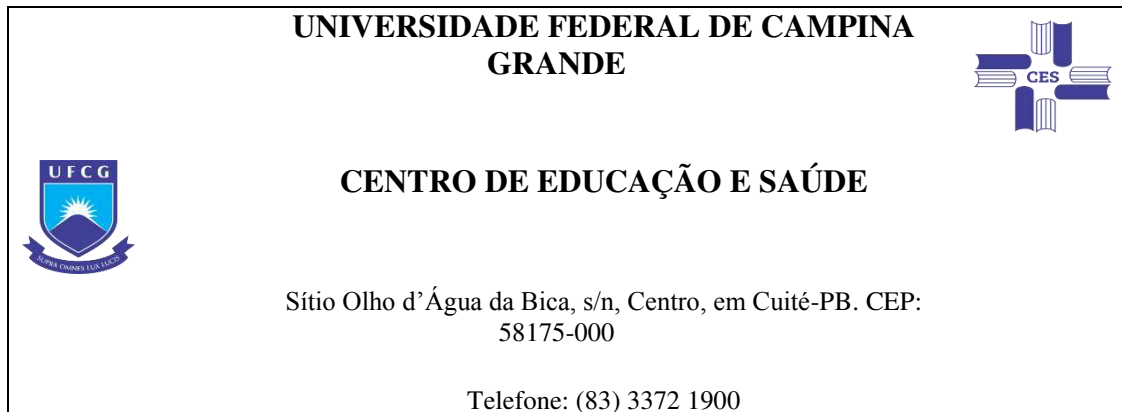 UNIVERSIDADE FEDERAL DE CAMPINA
GRANDE
CES
UFCG
CENTRO DE EDUCAÇÃO E SAÚDE
SUPRA OMNES LUX LUCIS
Sítio Olho d’Água da Bica, s/n, Centro, em Cuité-PB. CEP:
58175-000
Telefone: (83) 3372 1900